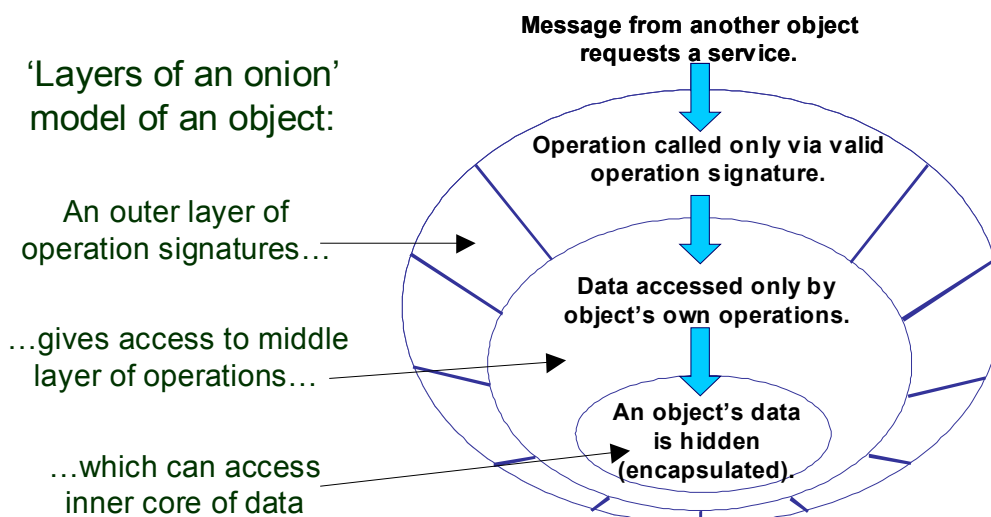 Message from another object
requests a service.
‘Layers of an onion’
model of an object:
Operation called only via valid
operation signature.
An outer layer of
operation signatures…
Data accessed only by
object’s own operations.
…gives access to middle
layer of operations…
An object’s data
is hidden
(encapsulated).
…which can access
inner core of data